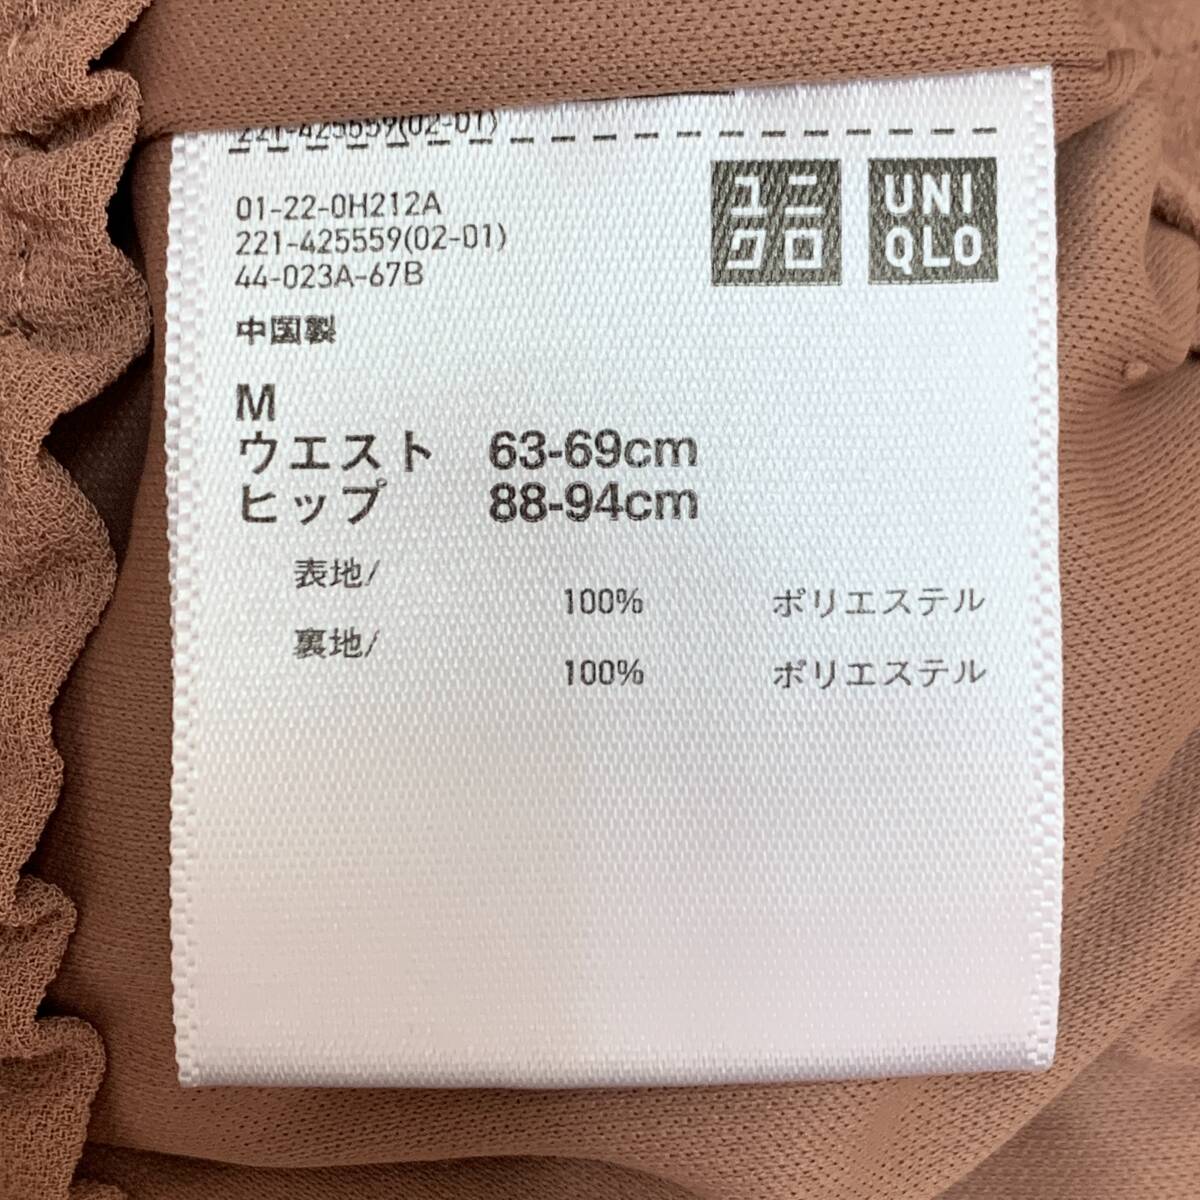 221-425559(02-01)
ユニ
クロ
UNI
QLO
01-22-0H212A
221-425559(02-01)
44-023A-67B
中国製
M
ウエスト 63-69cm
ヒップ 88-94cm
表地/
100% ポリエステル
裏地/
100% ポリエステル